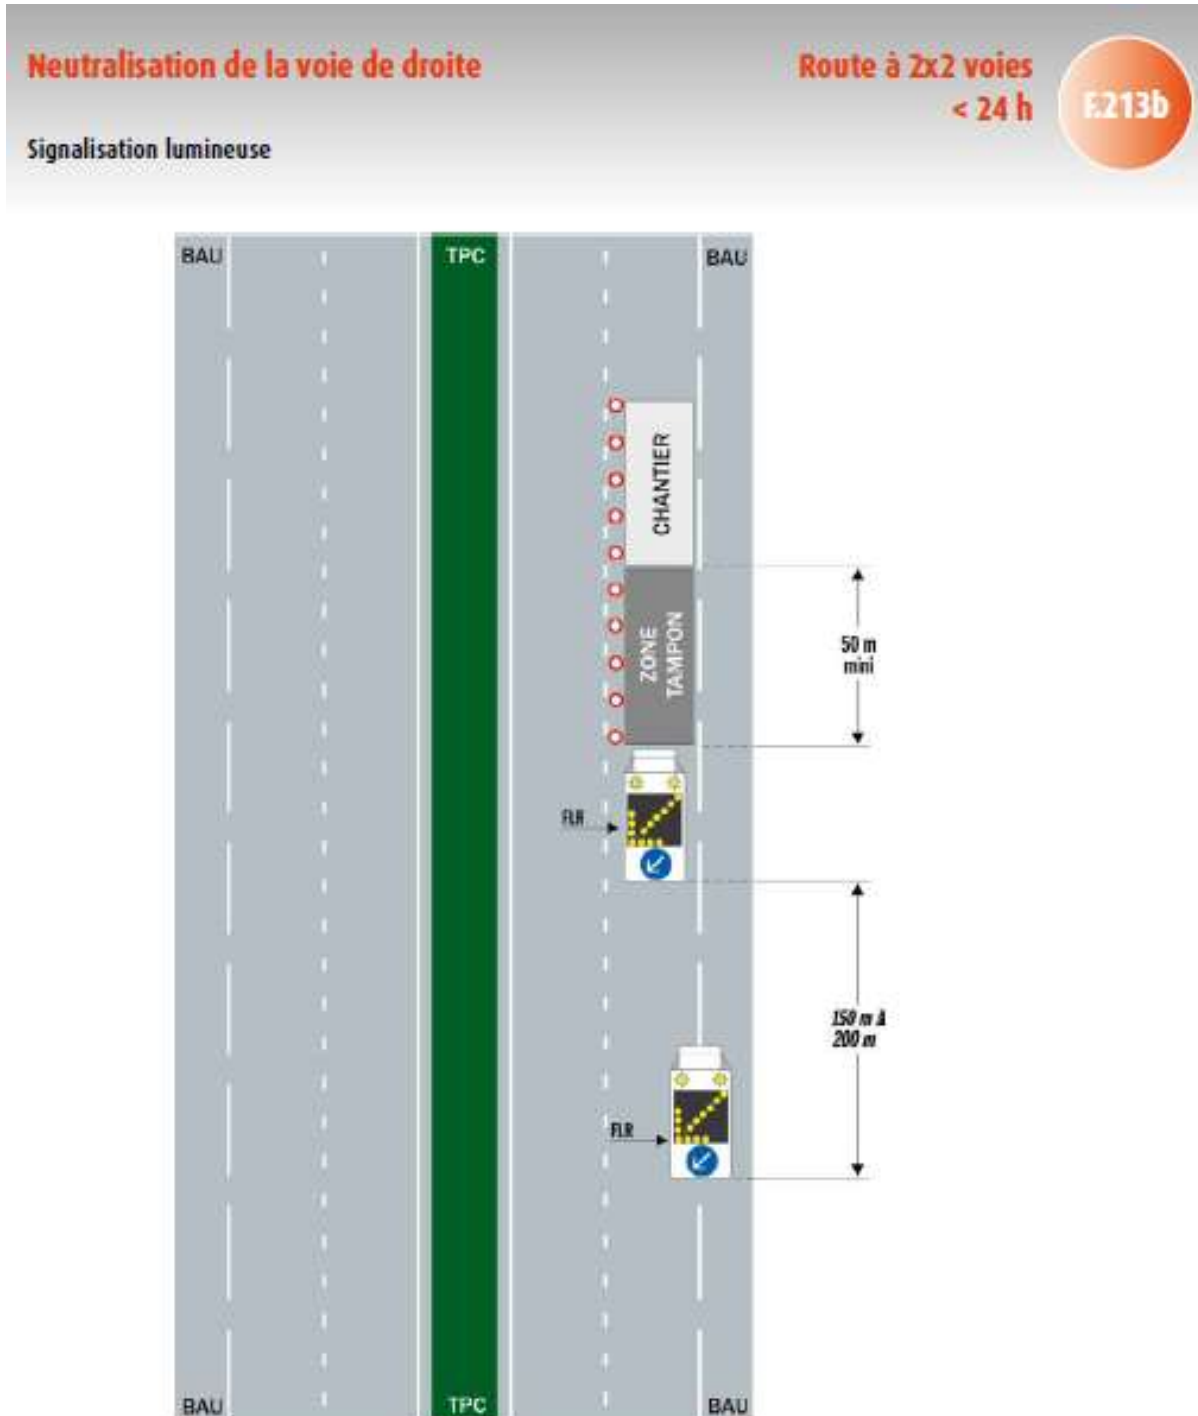 Neutralisation de la voie de droite
Route à 2x2 voies
< 24 h
F.213b
Signalisation lumineuse
BAU
TPC
BAU
CHANTIER
ZONE
TAMPON
50 m
mini
FLR
150 m à
200 m
FLR
BAU
TPC
BAU